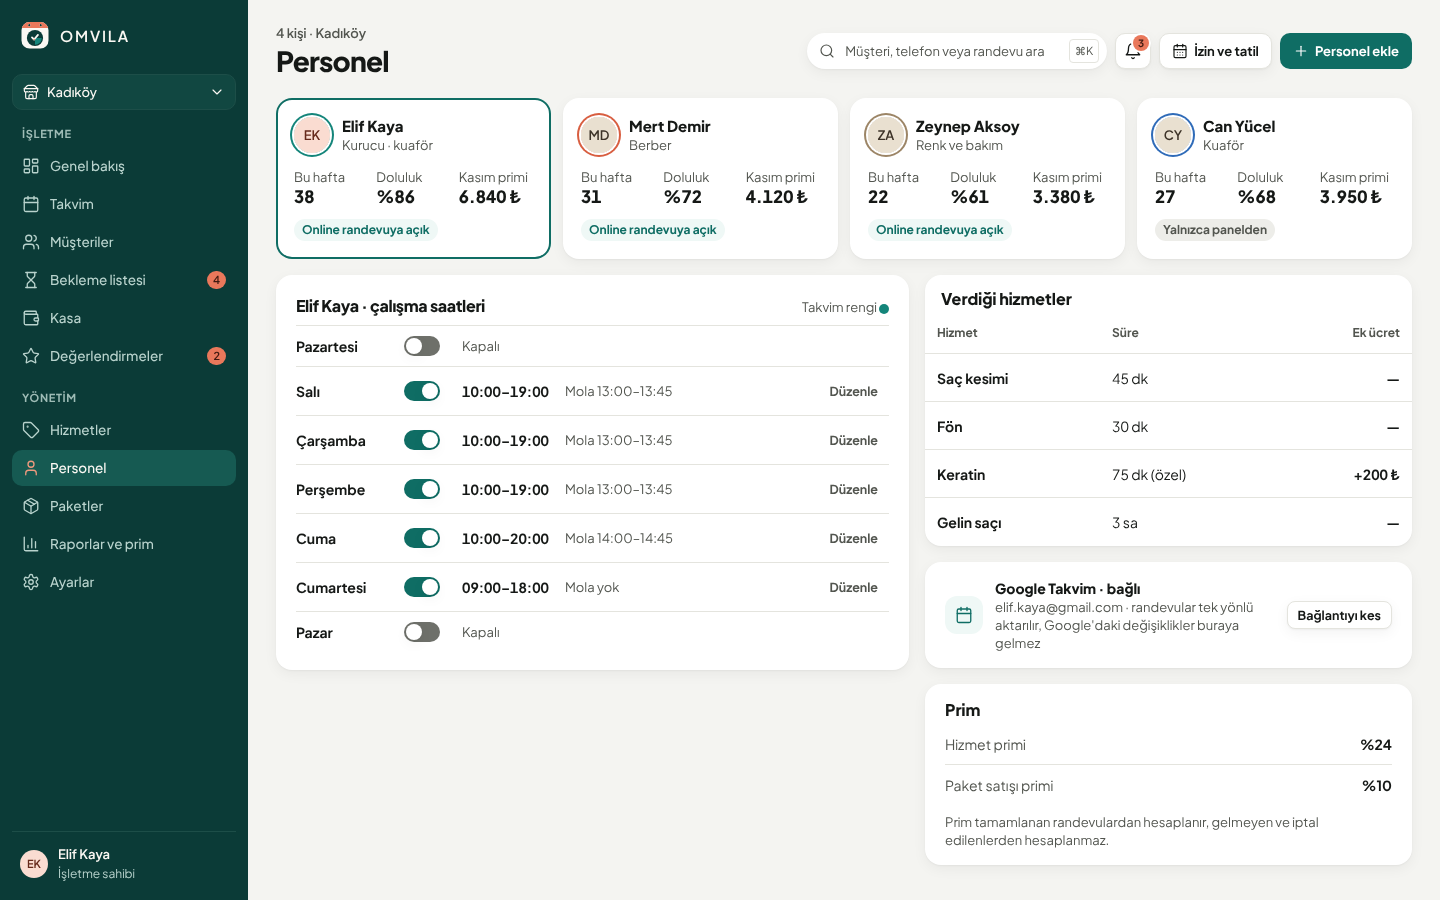 OMVILA
Kadıköy
İŞLETME
Genel bakış
Takvim
Müşteriler
Bekleme listesi 4
Kasa
Değerlendirmeler 2
YÖNETİM
Hizmetler
Personel
Paketler
Raporlar ve prim
Ayarlar
EK
Elif Kaya
İşletme sahibi
4 kişi · Kadıköy
Personel
Müşteri, telefon veya randevu ara ⌘K
3
İzin ve tatil
Personel ekle
EK
Elif Kaya
Kurucu · kuaför
Bu hafta Doluluk Kasım primi
38 %86 6.840 ₺
Online randevuya açık
MD
Mert Demir
Berber
Bu hafta Doluluk Kasım primi
31 %72 4.120 ₺
Online randevuya açık
ZA
Zeynep Aksoy
Renk ve bakım
Bu hafta Doluluk Kasım primi
22 %61 3.380 ₺
Online randevuya açık
CY
Can Yücel
Kuaför
Bu hafta Doluluk Kasım primi
27 %68 3.950 ₺
Yalnızca panelden
Elif Kaya · çalışma saatleri Takvim rengi
Pazartesi Kapalı
Salı 10:00–19:00 Mola 13:00–13:45 Düzenle
Çarşamba 10:00–19:00 Mola 13:00–13:45 Düzenle
Perşembe 10:00–19:00 Mola 13:00–13:45 Düzenle
Cuma 10:00–20:00 Mola 14:00–14:45 Düzenle
Cumartesi 09:00–18:00 Mola yok Düzenle
Pazar Kapalı
Verdiği hizmetler
Hizmet Süre Ek ücret
Saç kesimi 45 dk —
Fön 30 dk —
Keratin 75 dk (özel) +200 ₺
Gelin saçı 3 sa —
Google Takvim · bağlı
elif.kaya@gmail.com · randevular tek yönlü
aktarılır, Google'daki değişiklikler buraya
gelmez
Bağlantıyı kes
Prim
Hizmet primi %24
Paket satışı primi %10
Prim tamamlanan randevulardan hesaplanır, gelmeyen ve iptal
edilenlerden hesaplanmaz.